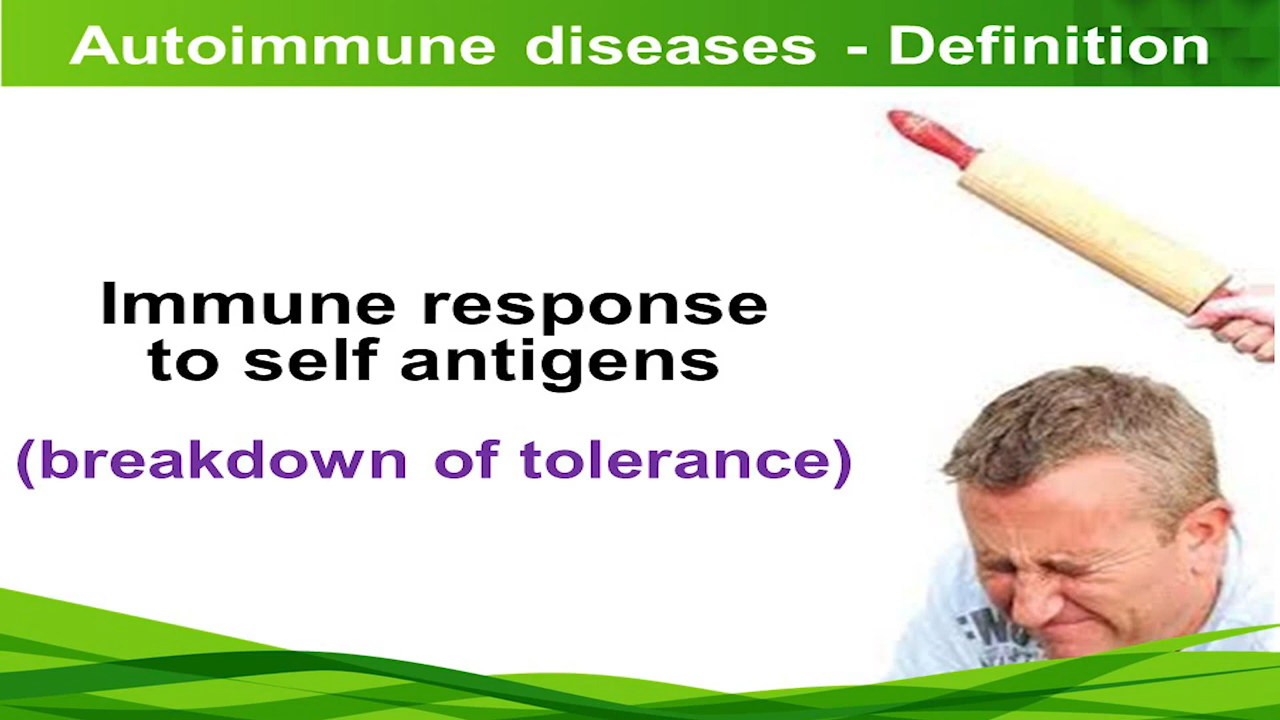 Autoimmune diseases - Definition
Immune response
to self antigens
(breakdown of tolerance)